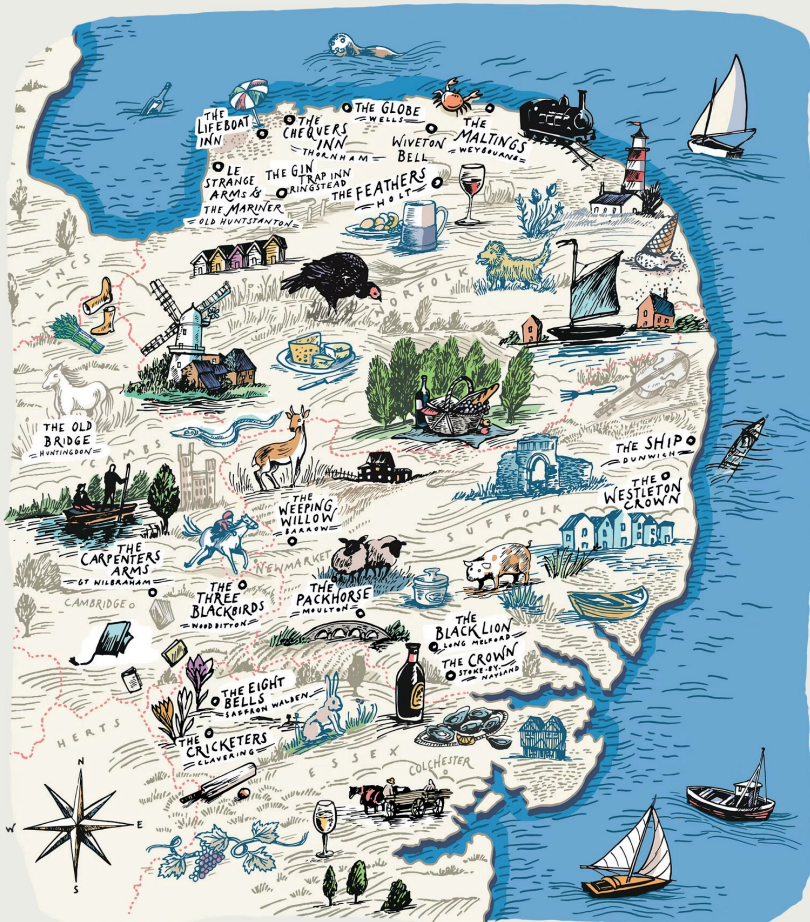 THE
LIFEBOAT
INN
THE
CHEQUERS
INN
THORNHAM
THE GLOBE
WELLS
WIVETON
BELL
THE
MALTINGS
WEYBOURNE
LE
STRANGE
ARMS &
THE MARINER
OLD HUNTSTANTON
THE GIN
TRAP INN
RINGSTEAD
THE FEATHERS
HOLT
LINCS
NORFOLK
THE OLD
BRIDGE
HUNTINGDON
CAMBS
THE SHIP
DUNWICH
THE
WESTLETON
CROWN
THE
WEEPING
WILLOW
BARROW
SUFFOLK
THE
CARPENTERS
ARMS
GT WILBRAHAM
NEWMARKET
CAMBRIDGE
THE
THREE
BLACKBIRDS
WOODDITTON
THE
PACKHORSE
MOULTON
THE
BLACK LION
LONG MELFORD
THE CROWN
STOKE-BY-
NAYLAND
THE EIGHT
BELLS
SAFFRON WALDEN
THE
CRICKETERS
CLAVERING
HERTS
ESSEX
COLCHESTER
N
W
E
S